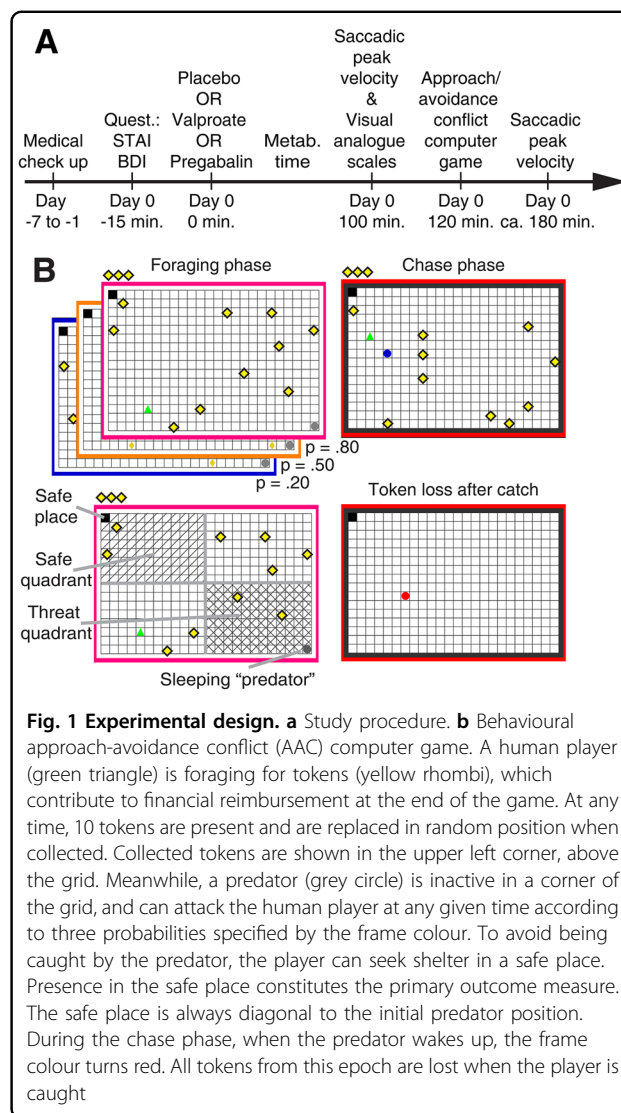 A
Medical
check up
Quest.:
STAI
BDI
Placebo
OR
Valproate
OR
Pregabalin
Metab.
time
Saccadic
peak
velocity
&
Visual
analogue
scales
Approach/
avoidance
conflict
computer
game
Saccadic
peak
velocity
Day
-7 to -1
Day 0
-15 min.
Day 0
0 min.
Day 0
100 min.
Day 0
120 min.
Day 0
ca. 180 min.
B
Foraging phase
Chase phase
p = .80
p = .50
p = .20
Safe
place
Safe
quadrant
Threat
quadrant
Sleeping "predator"
Token loss after catch
Fig. 1 Experimental design. a Study procedure. b Behavioural
approach-avoidance conflict (AAC) computer game. A human player
(green triangle) is foraging for tokens (yellow rhombi), which
contribute to financial reimbursement at the end of the game. At any
time, 10 tokens are present and are replaced in random position when
collected. Collected tokens are shown in the upper left corner, above
the grid. Meanwhile, a predator (grey circle) is inactive in a corner of
the grid, and can attack the human player at any given time according
to three probabilities specified by the frame colour. To avoid being
caught by the predator, the player can seek shelter in a safe place.
Presence in the safe place constitutes the primary outcome measure.
The safe place is always diagonal to the initial predator position.
During the chase phase, when the predator wakes up, the frame
colour turns red. All tokens from this epoch are lost when the player is
caught